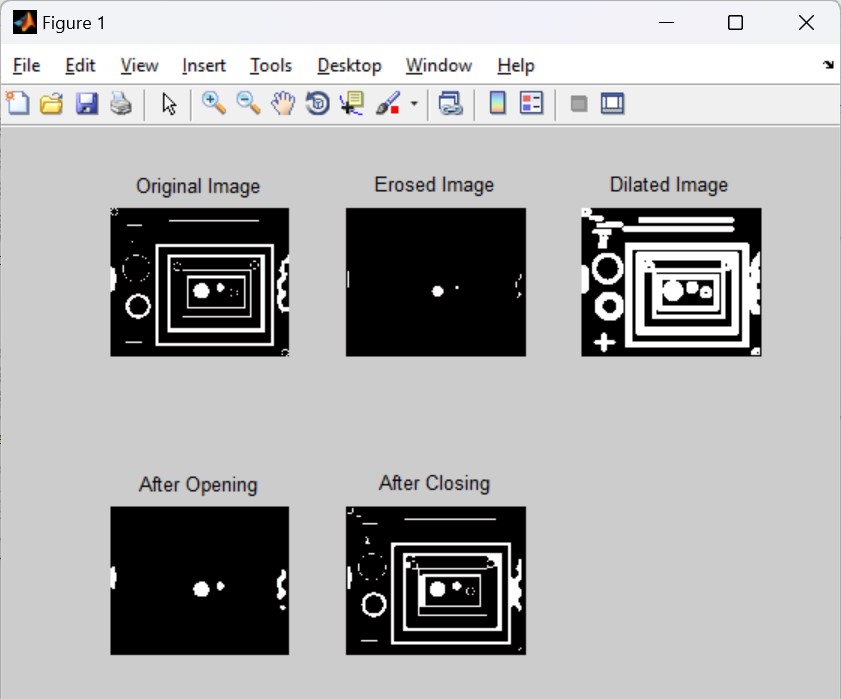 Figure 1
File Edit View Insert Tools Desktop Window Help
Original Image
Erosed Image
Dilated Image
After Opening
After Closing